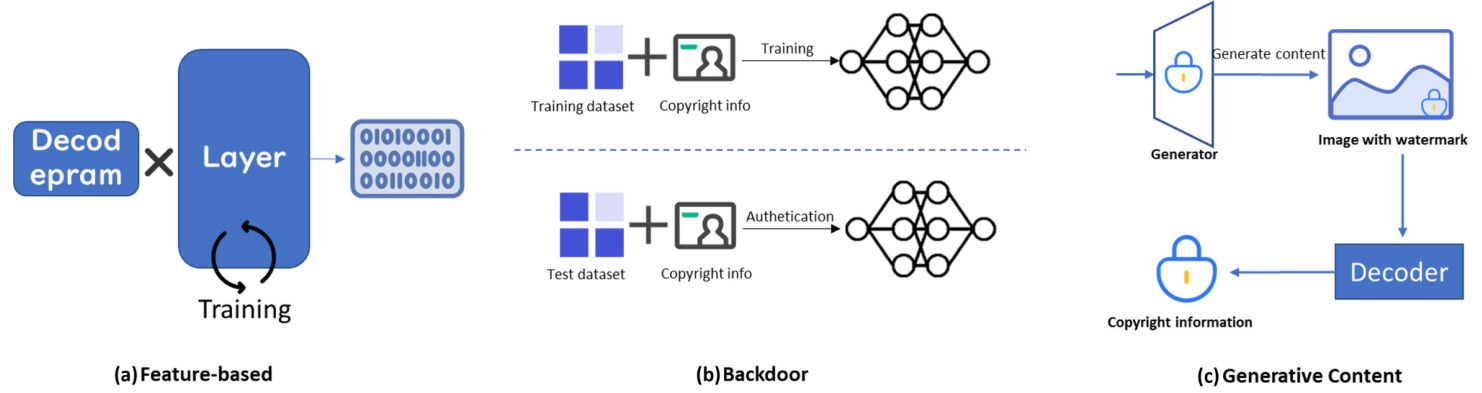 Decod
epram
Layer
01010001
00001100
00110010
Training
(a) Feature-based
Training
Training dataset
Copyright info
Authetication
Test dataset
Copyright info
(b) Backdoor
Generate content
Generator
Image with watermark
Decoder
Copyright information
(c) Generative Content